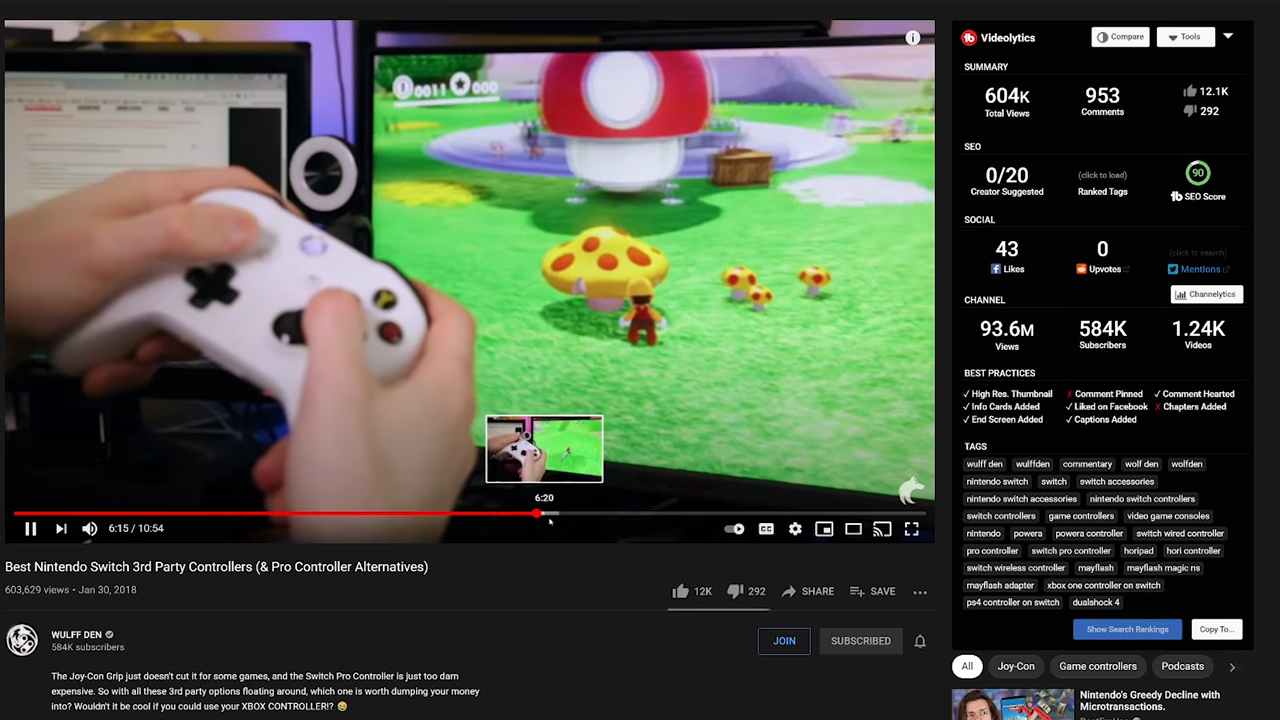 0011 000
6:20
6:15 / 10:54
CC
Best Nintendo Switch 3rd Party Controllers (& Pro Controller Alternatives)
603,629 views • Jan 30, 2018
12K 292 SHARE SAVE
WULFF DEN
584K subscribers
JOIN SUBSCRIBED
The Joy-Con Grip just doesn't cut it for some games, and the Switch Pro Controller is just too darn
expensive. So with all these 3rd party options floating around, which one is worth dumping your money
into? Wouldn't it be cool if you could use your XBOX CONTROLLER!? 😄
tb Videolytics Compare Tools
SUMMARY
604K 953 12.1K
Total Views Comments 292
SEO
0/20 (click to load) 90
Creator Suggested Ranked Tags tb SEO Score
SOCIAL
43 0 (click to search)
Likes Upvotes Mentions
Channelytics
CHANNEL
93.6M 584K 1.24K
Views Subscribers Videos
BEST PRACTICES
✓ High Res. Thumbnail ✗ Comment Pinned ✓ Comment Hearted
✓ Info Cards Added ✓ Liked on Facebook ✗ Chapters Added
✓ End Screen Added ✓ Captions Added
TAGS
wulff den wulffden commentary wolf den wolfden
nintendo switch switch switch accessories
nintendo switch accessories nintendo switch controllers
switch controllers game controllers video game consoles
nintendo powera powera controller switch wired controller
pro controller switch pro controller horipad hori controller
switch wireless controller mayflash mayflash magic ns
mayflash adapter xbox one controller on switch
ps4 controller on switch dualshock 4
Show Search Rankings Copy To...
All Joy-Con Game controllers Podcasts
Nintendo's Greedy Decline with
Microtransactions.